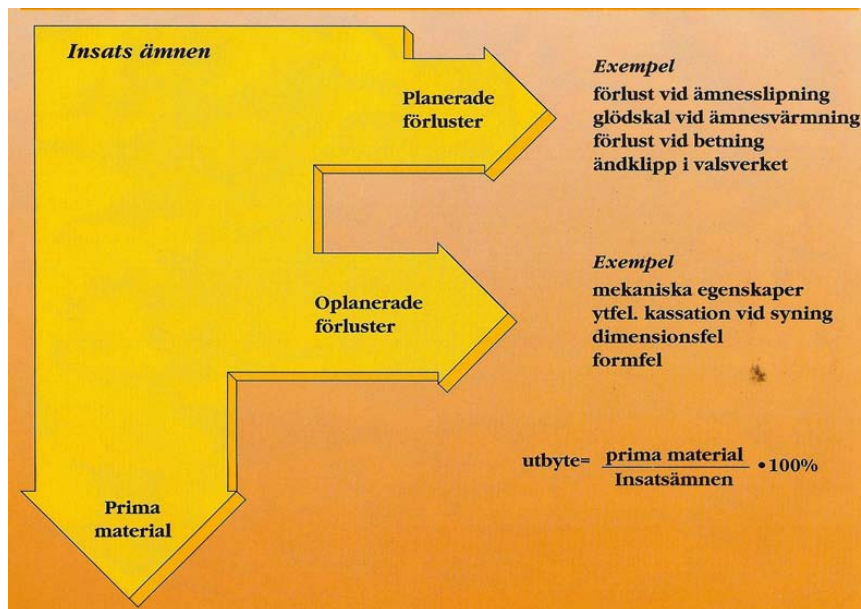 Insats ämnen
Planerade
förluster
Exempel
förlust vid ämnesslipning
glödskal vid ämnesvärmning
förlust vid betning
ändklipp i valsverket
Oplanerade
förluster
Exempel
mekaniska egenskaper
ytfel. kassation vid syning
dimensionsfel
formfel
utbyte= prima material • 100%
Insatsämnen
Prima
material